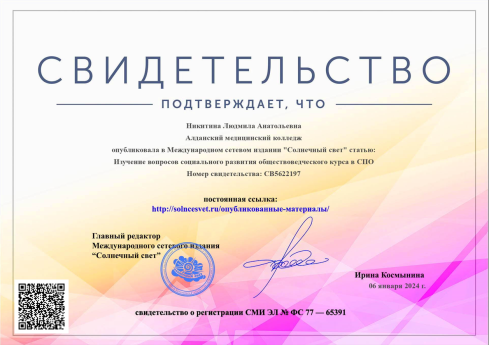 СВИДЕТЕЛЬСТВО
ПОДТВЕРЖДАЕТ, ЧТО
Никитина Людмила Анатольевна
Алданский медицинский колледж
опубликовала в Международном сетевом издании "Солнечный свет" статью:
Изучение вопросов социального развития обществоведческого курса в СПО
Номер свидетельства: СВ5622197
постоянная ссылка:
http://solncesvet.ru/опубликованные-материалы/
Главный редактор
Международного сетевого издания
“Солнечный свет”
Ирина Космынина
06 января 2024 г.
свидетельство о регистрации СМИ ЭЛ № ФС 77 — 65391